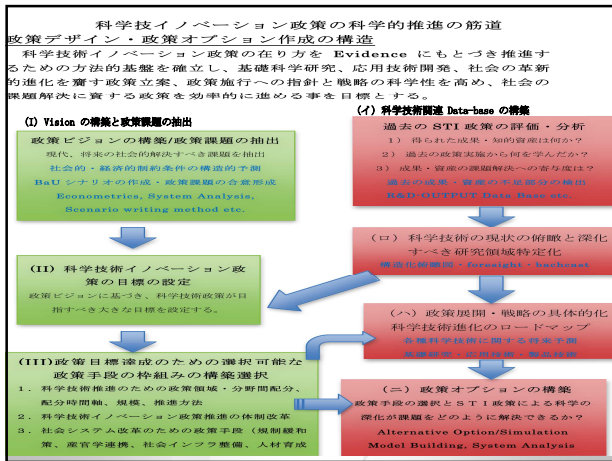 科学技イノベーション政策の科学的推進の筋道
政策デザイン・政策オプション作成の構造
科学技術イノベーション政策の在り方を Evidence にもとづき推進す
るための方法的基盤を確立し、基礎科学研究、応用技術開発、社会の革新
的進化を齎す政策立案、政策施行への指針と戦略の科学性を高め、社会の
課題解決に資する政策を効率的に進める事を目標とする。
(I) Vision の構築と政策課題の抽出
政策ビジョンの構築/政策課題の抽出
現代、将来の社会的解決すべき課題を抽出
社会的・経済的制約条件の構造的予測
BaU シナリオの作成・政策課題の合意形成
Econometrics, System Analysis,
Scenario writing method etc.
(II) 科学技術イノベーション政
策の目標の設定
政策ビジョンに基づき、科学技術政策が目
指すべき大きな目標を設定する。
(III)政策目標達成のための選択可能な
政策手段の枠組みの構築選択
1. 科学技術推進のための政策領域・分野間配分、
配分時間軸、規模、推進方法
2. 科学技術イノベーション政策推進の体制改革
3. 社会システム改革のための政策手段（規制緩和
策、産官学連携、社会インフラ整備、人材育成
(イ) 科学技術関連 Data-base の構築
過去の STI 政策の評価・分析
1) 得られた成果・知的資産は何か?
2) 過去の政策実施から何を学んだか?
3) 成果・資産の課題解決への寄与度は?
過去の成果・資産の不足部分の検出
R&D-OUTPUT Data Base etc.
(ロ) 科学技術の現状の俯瞰と深化
すべき研究領域特定化
構造化俯瞰図・foresight・backcast
(ハ) 政策展開・戦略の具体的化
科学技術進化のロードマップ
各種科学技術に関する将来予測
基礎研究・応用技術・製品技術
(ニ) 政策オプションの構築
政策手段の選択とＳＴＩ政策による科学の
深化が課題をどのように解決できるか?
Alternative Option/Simulation
Model Building, System Analysis